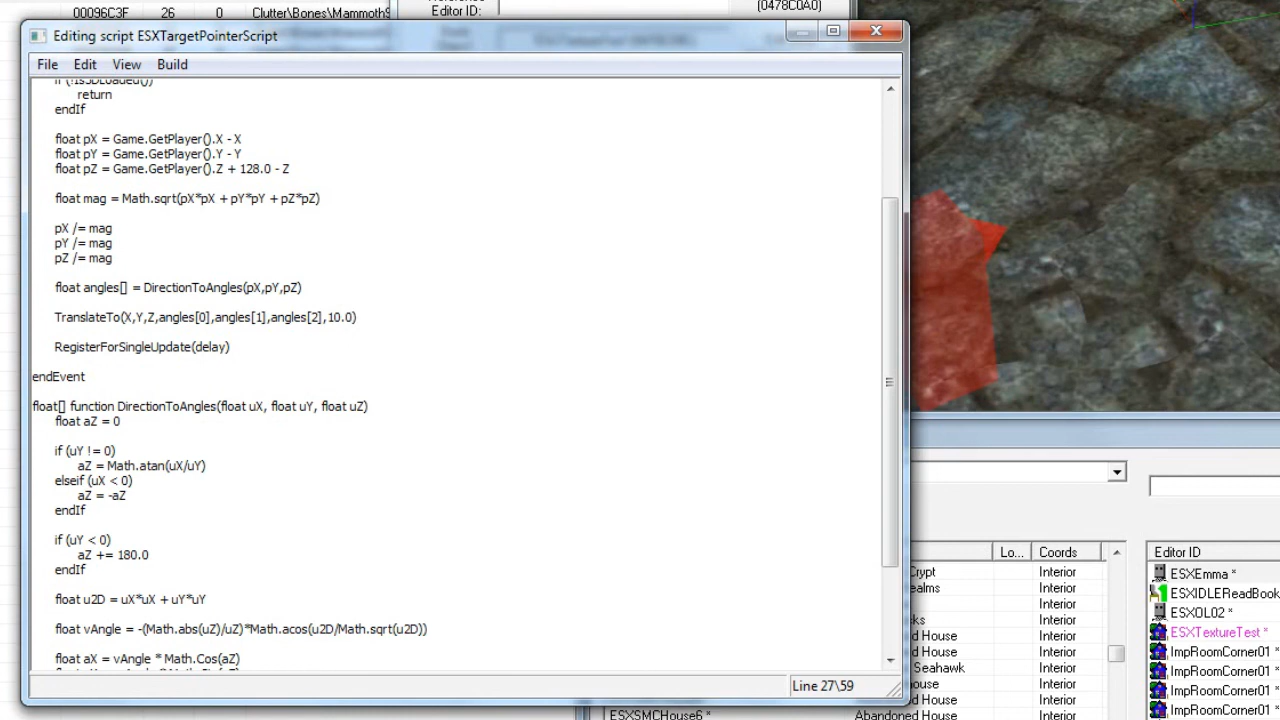 00096C3F 26 0 Clutter\Bones\Mammoth
Editor ID:
(0478C0A0)
Editing script ESXTargetPointerScript
File Edit View Build
if (!Is3DLoaded())
return
endIf
float pX = Game.GetPlayer().X - X
float pY = Game.GetPlayer().Y - Y
float pZ = Game.GetPlayer().Z + 128.0 - Z
float mag = Math.sqrt(pX*pX + pY*pY + pZ*pZ)
pX /= mag
pY /= mag
pZ /= mag
float angles[] = DirectionToAngles(pX,pY,pZ)
TranslateTo(X,Y,Z,angles[0],angles[1],angles[2],10.0)
RegisterForSingleUpdate(delay)
endEvent
float[] function DirectionToAngles(float uX, float uY, float uZ)
float aZ = 0
if (uY != 0)
aZ = Math.atan(uX/uY)
elseif (uX < 0)
aZ = -aZ
endIf
if (uY < 0)
aZ += 180.0
endIf
float u2D = uX*uX + uY*uY
float vAngle = -(Math.abs(uZ)/uZ)*Math.acos(u2D/Math.sqrt(u2D))
float aX = vAngle * Math.Cos(aZ)
Line 27\59
Lo... Coords
Crypt Interior
ealms Interior
Interior
ks Interior
d House Interior
d House Interior
Seahawk Interior
ouse Interior
d House Interior
ESXSMCHouse6 * Abandoned House Interior
Editor ID
ESXEmma *
ESXIDLEReadBook
ESXOL02 *
ESXTextureTest *
ImpRoomCorner01 *
ImpRoomCorner01 *
ImpRoomCorner01 *
ImpRoomCorner01 *